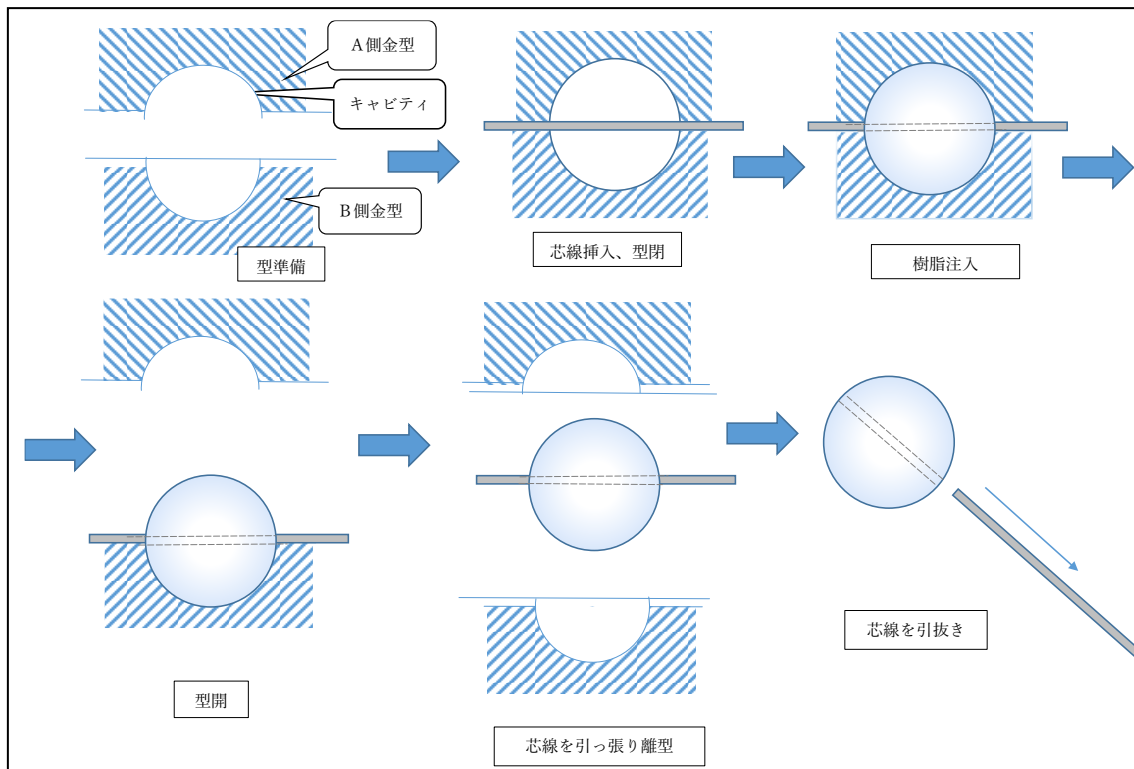 A側金型
キャビティ
B側金型
型準備
芯線挿入、型閉
樹脂注入
型開
芯線を引っ張り離型
芯線を引抜き